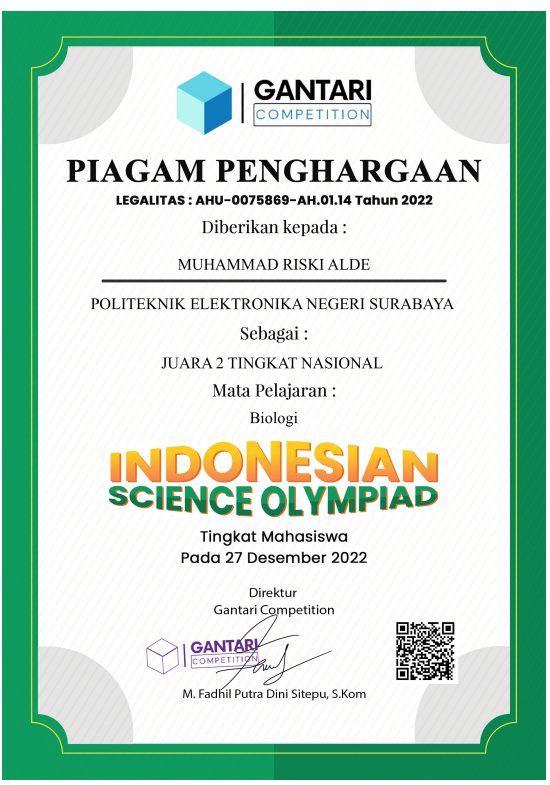 GANTARI
COMPETITION
PIAGAM PENGHARGAAN
LEGALITAS : AHU-0075869-AH.01.14 Tahun 2022
Diberikan kepada :
MUHAMMAD RISKI ALDE
POLITEKNIK ELEKTRONIKA NEGERI SURABAYA
Sebagai :
JUARA 2 TINGKAT NASIONAL
Mata Pelajaran :
Biologi
INDONESIAN
SCIENCE OLYMPIAD
Tingkat Mahasiswa
Pada 27 Desember 2022
Direktur
Gantari Competition
GANTARI
COMPETITION
M. Fadhil Putra Dini Sitepu, S.Kom